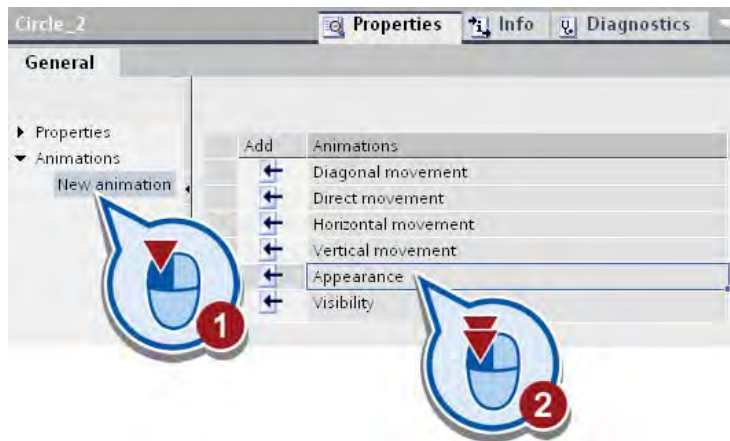 Circle_2
Properties
Info
Diagnostics
General
Properties
Animations
New animation
Add Animations
Diagonal movement
Direct movement
Horizontal movement
Vertical movement
Appearance
Visibility
1
2